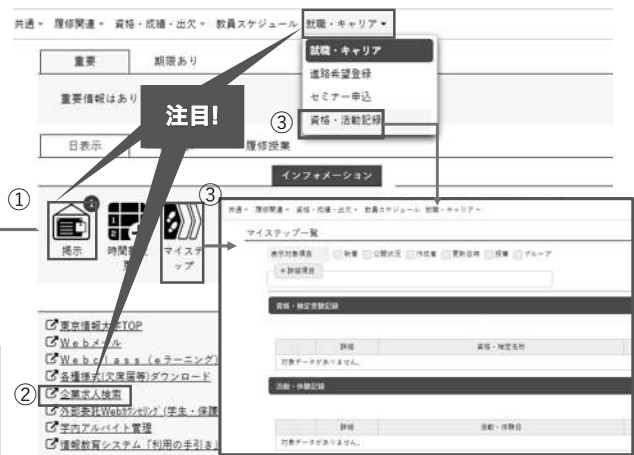 共通 履修関連 資格・成績・出欠 教員スケジュール 就職・キャリア
重要 期限あり
就職・キャリア
進路希望登録
セミナー申込
資格・活動記録
重要情報はあり
注目!
③
日表示 履修授業
インフォメーション
①
③
掲示
時間割
マイステップ
共通 履修関連 資格・成績・出欠 教員スケジュール 就職・キャリア
マイステップ一覧
表示対象項目 新着 公開状況 作成者 更新日時 授業 グループ
+詳細項目
資格・検定受験記録
詳細 資格・検定名称
対象データがありません。
活動・体験記録
詳細 活動・体験日
対象データがありません。
東京情報大学TOP
Webメール
Webclass(eラーニング)
各種様式(欠席届等)ダウンロード
②
企業求人検索
外部委託Webカウンセリング(学生・保護
学内アルバイト管理
情報教育システム「利用の手引き」